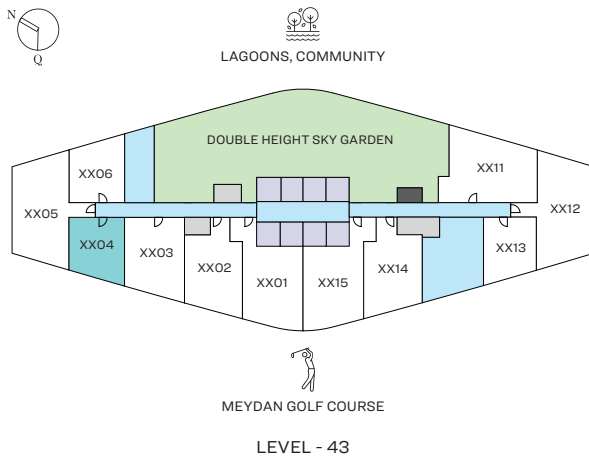 N
Q
LAGOONS, COMMUNITY
DOUBLE HEIGHT SKY GARDEN
XX06
XX11
XX05
XX12
XX04
XX03
XX13
XX02
XX14
XX01
XX15
MEYDAN GOLF COURSE
LEVEL - 43